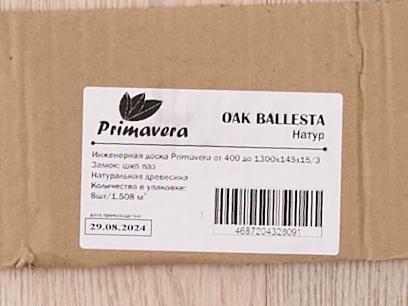 Primavera
OAK BALLESTA
Натур
Инженерная доска Primavera от 400 до 1300х145х15/3
Замок: шип паз
Натуральная древесина
Количество в упаковке:
8шт/1,508 м²
дата производства:
29.08.2024
4687204328091